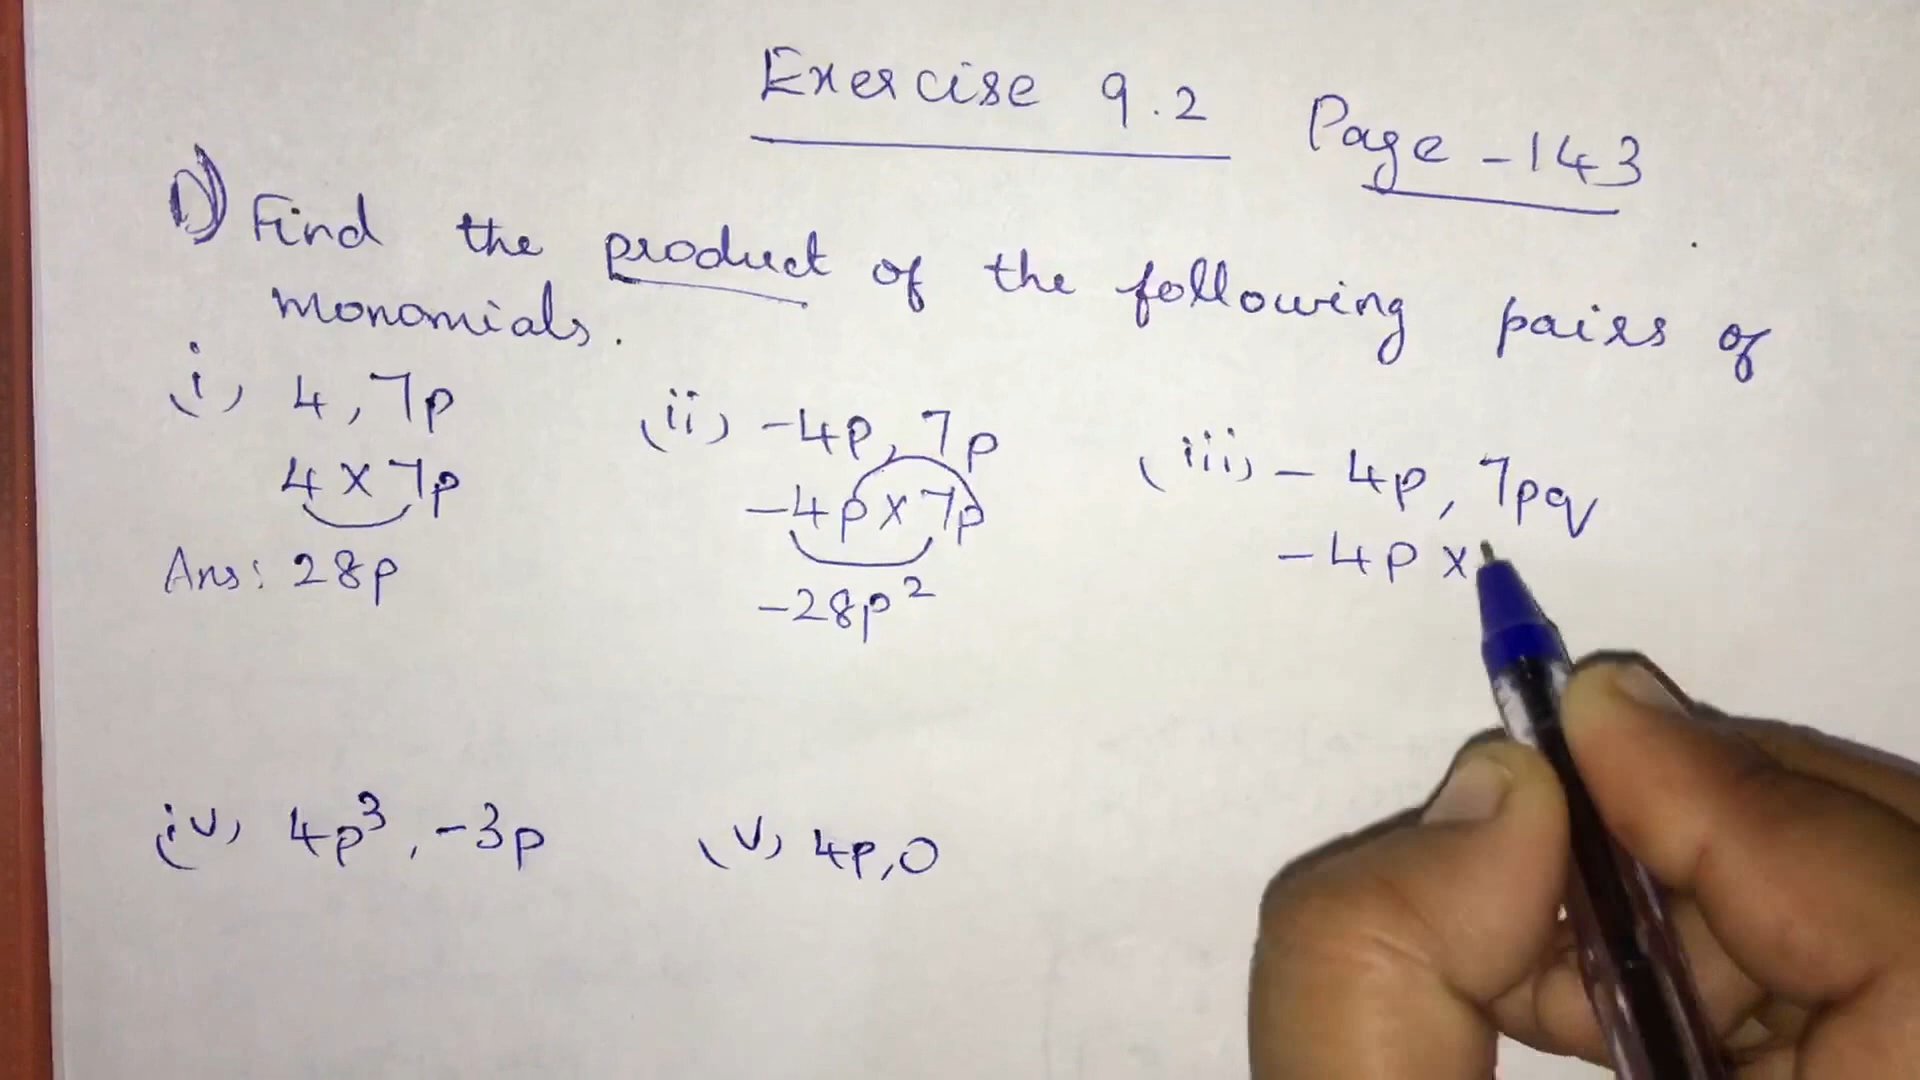 Exercise 9.2 Page-143
1) Find the product of the following pairs of
monomials.
(i) 4, 7p (ii) -4p, 7p (iii) -4p, 7pq
4 × 7p -4p × 7p -4p ×
Ans: 28p -28p²
(iv) 4p³, -3p (v) 4p, 0